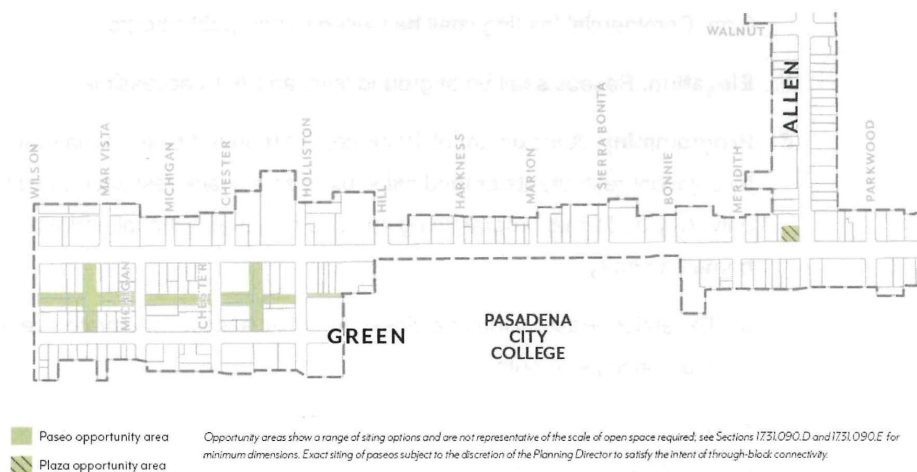 WALNUT
ALLEN
WILSON
MAR VISTA
MICHIGAN
CHESTER
HOLLISTON
HILL
HARKNESS
MARION
SIERRA BONITA
BONNIE
MERIDITH
PARKWOOD
MICHIGAN
CHESTER
GREEN
PASADENA
CITY
COLLEGE
Paseo opportunity area
Plaza opportunity area
Opportunity areas show a range of siting options and are not representative of the scale of open space required; see Sections 17.31.090.D and 17.31.090.E for
minimum dimensions. Exact siting of paseos subject to the discretion of the Planning Director to satisfy the intent of through-block connectivity.